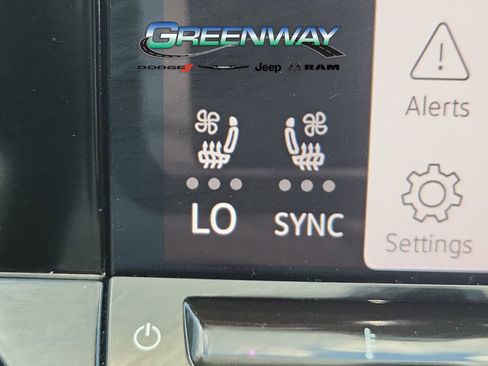 GREENWAY
DODGE Jeep RAM
Alerts
LO SYNC
Settings